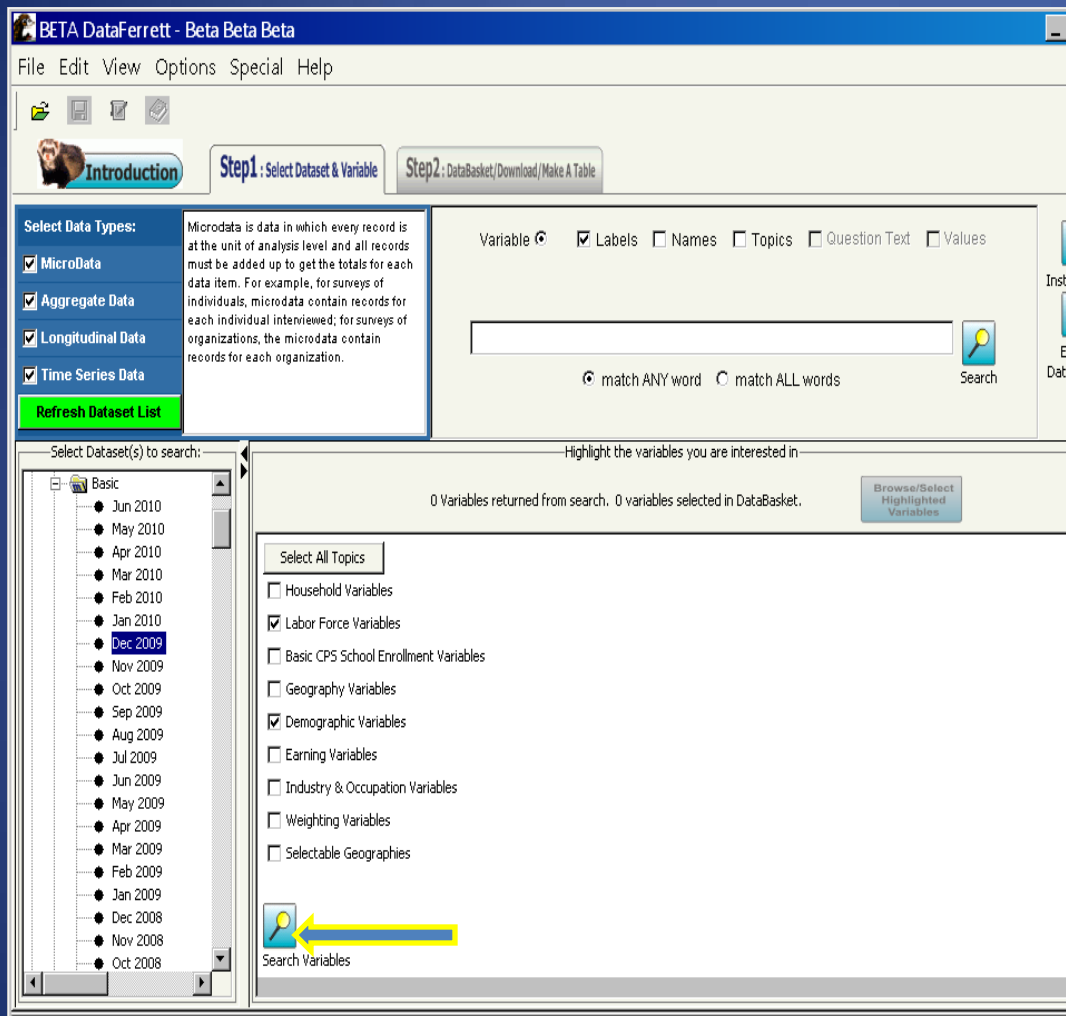 BETA DataFerrett - Beta Beta Beta
File Edit View Options Special Help
Introduction
Step1 : Select Dataset & Variable
Step2 : DataBasket/Download/Make A Table
Select Data Types:
MicroData
Aggregate Data
Longitudinal Data
Time Series Data
Refresh Dataset List
Microdata is data in which every record is
at the unit of analysis level and all records
must be added up to get the totals for each
data item. For example, for surveys of
individuals, microdata contain records for
each individual interviewed; for surveys of
organizations, the microdata contain
records for each organization.
Variable Labels Names Topics Question Text Values
Search
match ANY word match ALL words
Inst
E
Dat
Select Dataset(s) to search:
Basic
Jun 2010
May 2010
Apr 2010
Mar 2010
Feb 2010
Jan 2010
Dec 2009
Nov 2009
Oct 2009
Sep 2009
Aug 2009
Jul 2009
Jun 2009
May 2009
Apr 2009
Mar 2009
Feb 2009
Jan 2009
Dec 2008
Nov 2008
Oct 2008
Highlight the variables you are interested in
0 Variables returned from search. 0 variables selected in DataBasket.
Browse/Select
Highlighted
Variables
Select All Topics
Household Variables
Labor Force Variables
Basic CPS School Enrollment Variables
Geography Variables
Demographic Variables
Earning Variables
Industry & Occupation Variables
Weighting Variables
Selectable Geographies
Search Variables